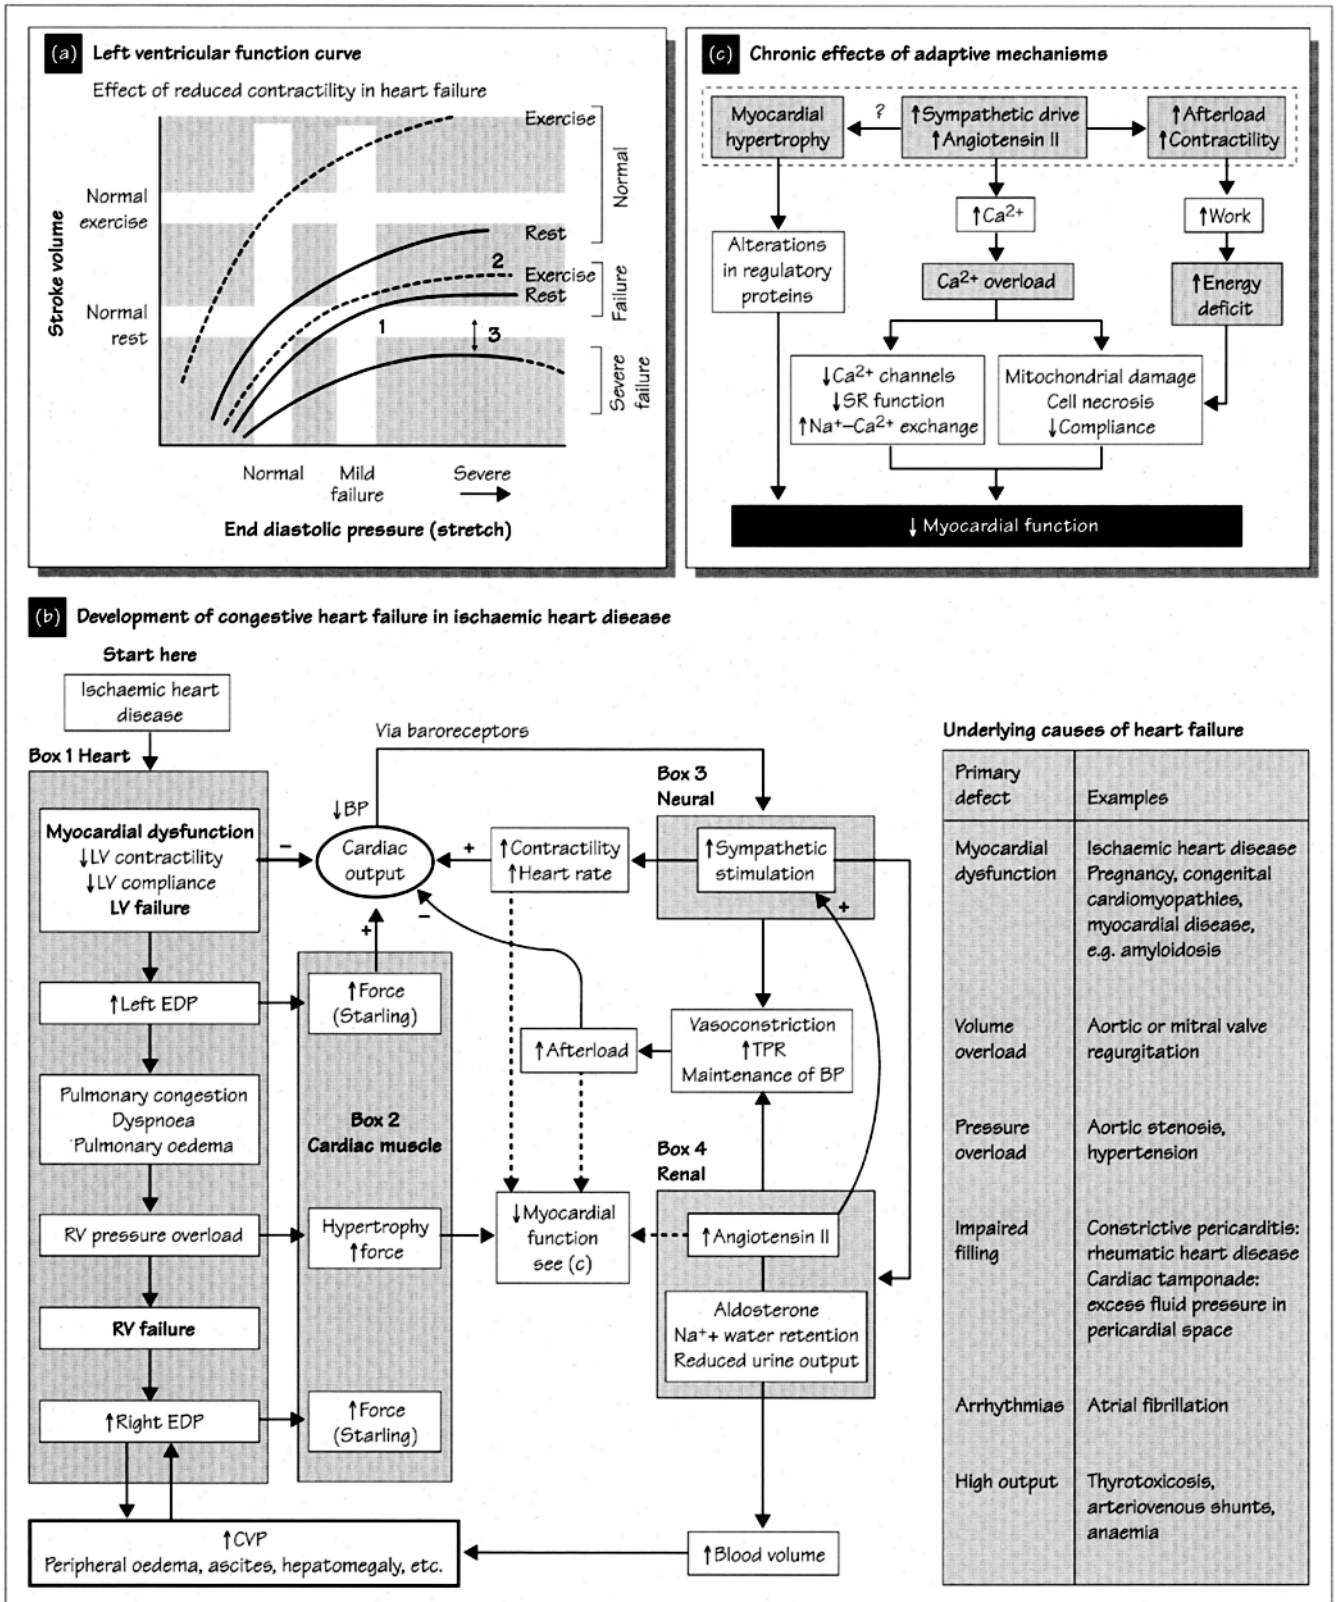 (a) Left ventricular function curve
Effect of reduced contractility in heart failure
Stroke volume
Normal
exercise
Normal
rest
Exercise
Rest
Normal
2
Exercise
Rest
Failure
1
3
Severe
failure
Normal
Mild
failure
Severe
End diastolic pressure (stretch)
(c) Chronic effects of adaptive mechanisms
Myocardial
hypertrophy
?
↑Sympathetic drive
↑Angiotensin II
↑Afterload
↑Contractility
↑Ca²⁺
↑Work
Alterations
in regulatory
proteins
Ca²⁺ overload
↑Energy
deficit
↓Ca²⁺ channels
↓SR function
↑Na⁺–Ca²⁺ exchange
Mitochondrial damage
Cell necrosis
↓Compliance
↓ Myocardial function
(b) Development of congestive heart failure in ischaemic heart disease
Start here
Ischaemic heart
disease
Box 1 Heart
Myocardial dysfunction
↓LV contractility
↓LV compliance
LV failure
↑Left EDP
Pulmonary congestion
Dyspnoea
Pulmonary oedema
RV pressure overload
RV failure
↑Right EDP
↑CVP
Peripheral oedema, ascites, hepatomegaly, etc.
Via baroreceptors
↓BP
–
Cardiac
output
+
–
+
↑Force
(Starling)
Box 2
Cardiac muscle
Hypertrophy
↑force
↑Force
(Starling)
↑Contractility
↑Heart rate
↑Afterload
↓Myocardial
function
see (c)
Box 3
Neural
↑Sympathetic
stimulation
+
Vasoconstriction
↑TPR
Maintenance of BP
Box 4
Renal
↑Angiotensin II
Aldosterone
Na⁺+ water retention
Reduced urine output
↑Blood volume
Underlying causes of heart failure
Primary
defect
Examples
Myocardial
dysfunction
Ischaemic heart disease
Pregnancy, congenital
cardiomyopathies,
myocardial disease,
e.g. amyloidosis
Volume
overload
Aortic or mitral valve
regurgitation
Pressure
overload
Aortic stenosis,
hypertension
Impaired
filling
Constrictive pericarditis:
rheumatic heart disease
Cardiac tamponade:
excess fluid pressure in
pericardial space
Arrhythmias
Atrial fibrillation
High output
Thyrotoxicosis,
arteriovenous shunts,
anaemia